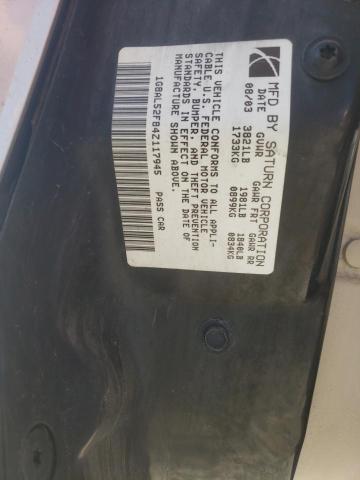 MFD BY SATURN CORPORATION
DATE GVWR GAWR FRT GAWR RR
08/03 3821LB 1981LB 1840LB
1733KG 0899KG 0834KG
THIS VEHICLE CONFORMS TO ALL APPLI-
CABLE U.S. FEDERAL MOTOR VEHICLE
SAFETY, BUMPER, AND THEFT PREVENTION
STANDARDS IN EFFECT ON THE DATE OF
MANUFACTURE SHOWN ABOVE.
1G8AL52F84Z117945 PASS CAR